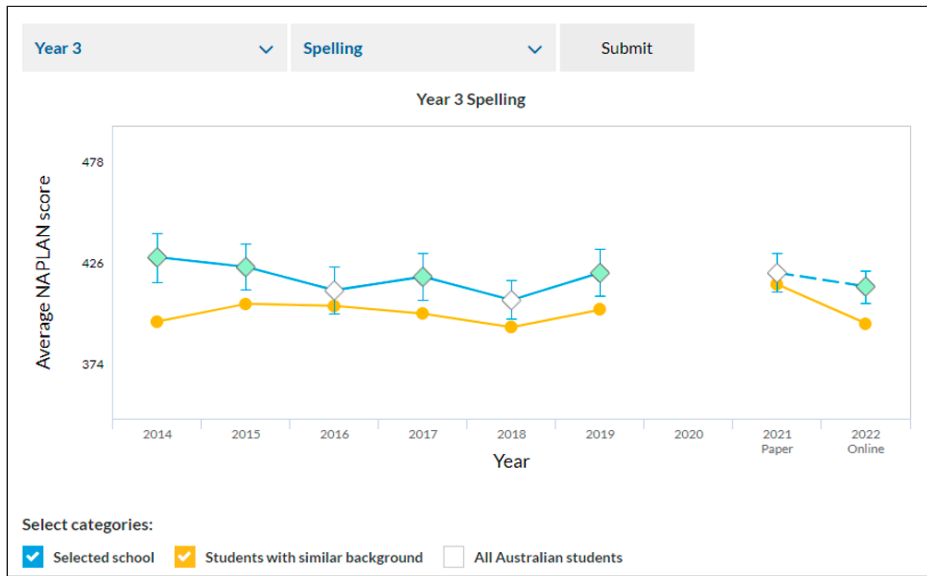 Year 3 Spelling Submit
Year 3 Spelling
Average NAPLAN score
478
426
374
2014 2015 2016 2017 2018 2019 2020 2021 2022
Paper Online
Year
Select categories:
Selected school Students with similar background All Australian students